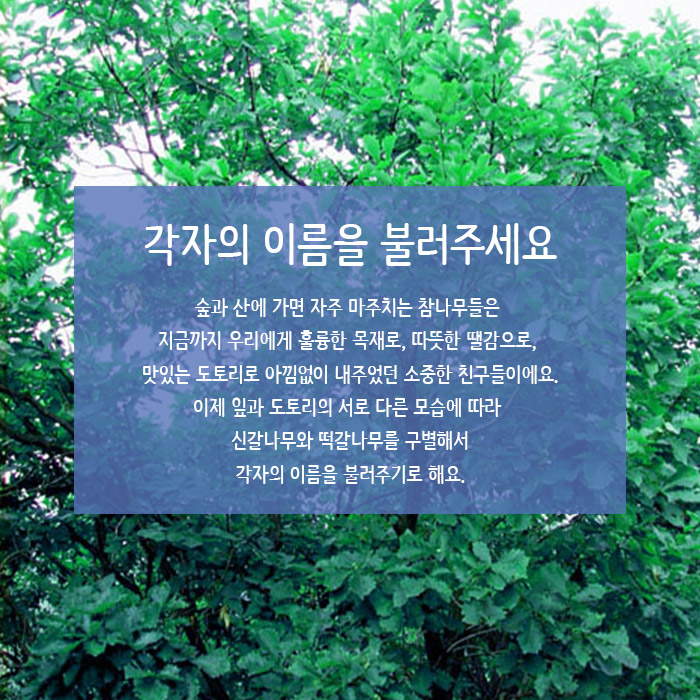 각자의 이름을 불러주세요
숲과 산에 가면 자주 마주치는 참나무들은
지금까지 우리에게 훌륭한 목재로, 따뜻한 땔감으로,
맛있는 도토리로 아낌없이 내주었던 소중한 친구들이에요.
이제 잎과 도토리의 서로 다른 모습에 따라
신갈나무와 떡갈나무를 구별해서
각자의 이름을 불러주기로 해요.